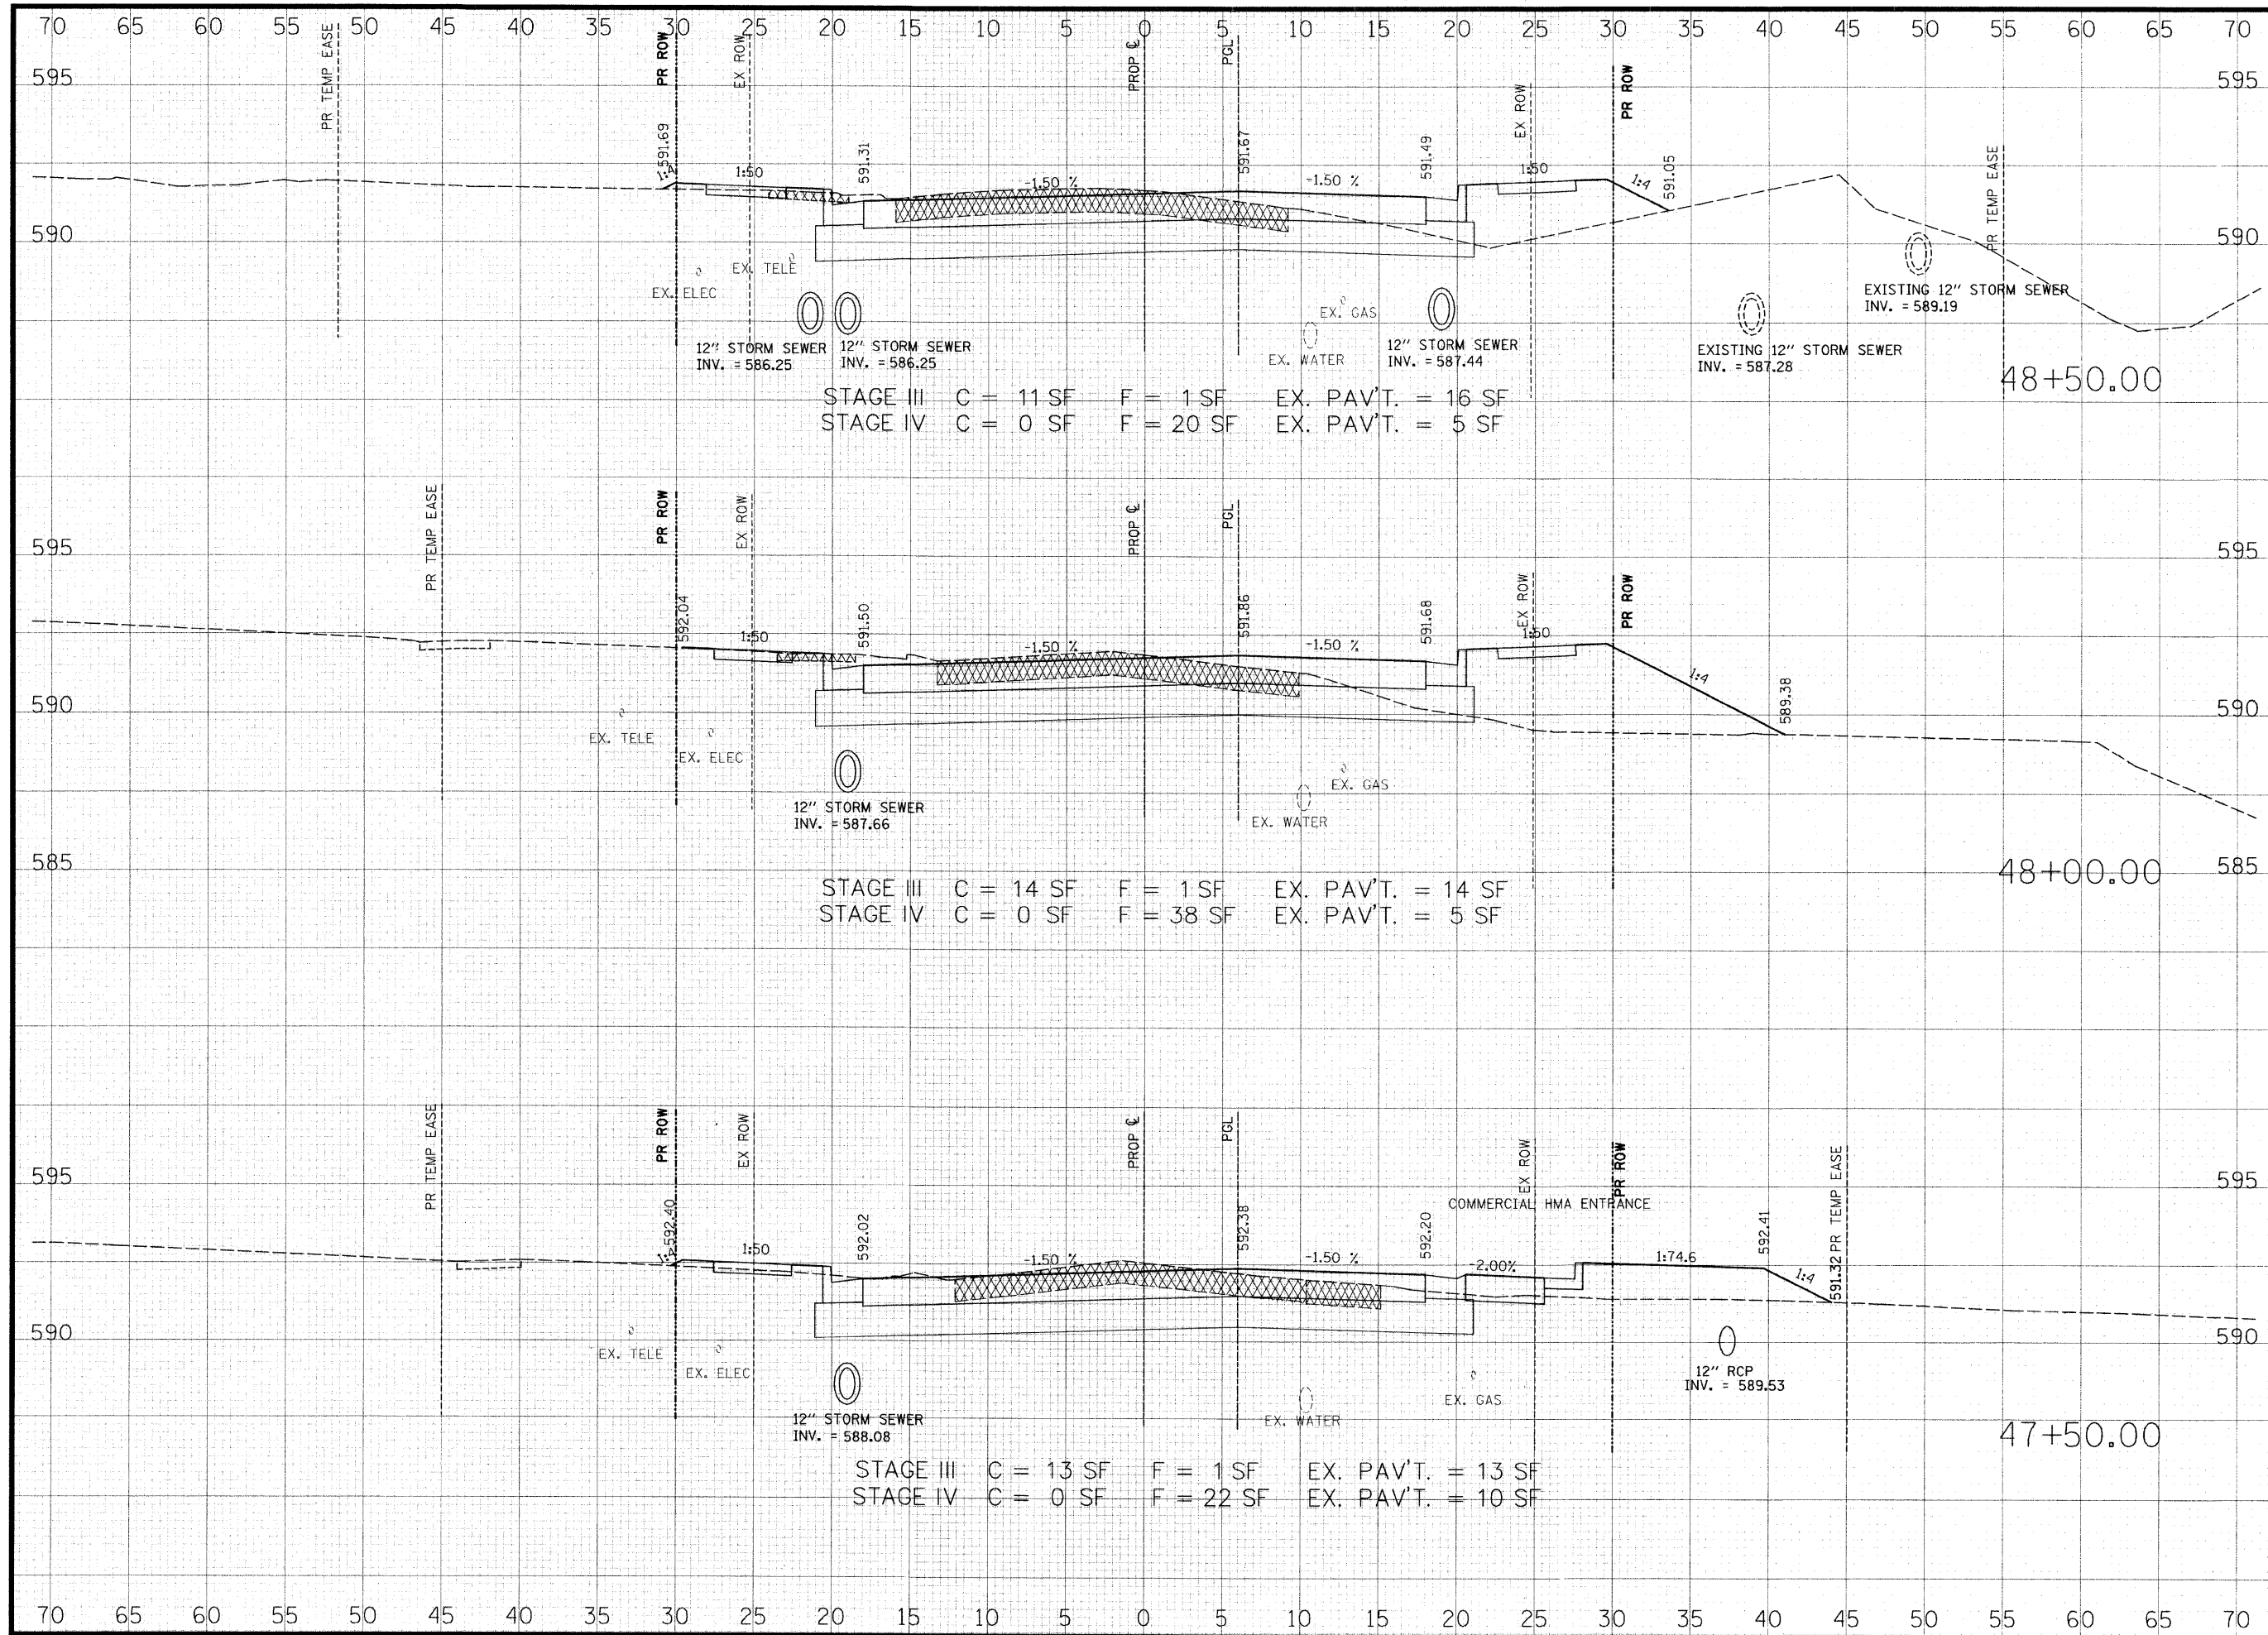 70 65 60 55 50 45 40 35 30 25 20 15 10 5 0 5 10 15 20 25 30 35 40 45 50 55 60 65 70
PR TEMP EASE
PR ROW
EX ROW
PROP ℄
PGL
EX ROW
PR ROW
PR TEMP EASE
595 595
591.69
591.31
591.67
591.49
591.05
1:4
1:50
-1.50 %
-1.50 %
1:50
1:4
590 590
EX. TELE
EX. ELEC
EX. GAS
EX. WATER
12" STORM SEWER
INV. = 586.25
12" STORM SEWER
INV. = 586.25
12" STORM SEWER
INV. = 587.44
EXISTING 12" STORM SEWER
INV. = 587.28
EXISTING 12" STORM SEWER
INV. = 589.19
48+50.00
STAGE III C = 11 SF F = 1 SF EX. PAV'T. = 16 SF
STAGE IV C = 0 SF F = 20 SF EX. PAV'T. = 5 SF
PR TEMP EASE
PR ROW
EX ROW
PROP ℄
PGL
EX ROW
PR ROW
595 595
592.04
591.50
591.86
591.68
589.38
1:50
-1.50 %
-1.50 %
1:50
1:4
590 590
EX. TELE
EX. ELEC
EX. GAS
EX. WATER
12" STORM SEWER
INV. = 587.66
585 585
48+00.00
STAGE III C = 14 SF F = 1 SF EX. PAV'T. = 14 SF
STAGE IV C = 0 SF F = 38 SF EX. PAV'T. = 5 SF
PR TEMP EASE
PR ROW
EX ROW
PROP ℄
PGL
EX ROW
PR ROW
PR TEMP EASE
595 595
COMMERCIAL HMA ENTRANCE
592.40
592.02
592.38
592.20
592.41
591.32
1:50
-1.50 %
-1.50 %
-2.00%
1:74.6
1:4
590 590
EX. TELE
EX. ELEC
EX. WATER
EX. GAS
12" STORM SEWER
INV. = 588.08
12" RCP
INV. = 589.53
47+50.00
STAGE III C = 13 SF F = 1 SF EX. PAV'T. = 13 SF
STAGE IV C = 0 SF F = 22 SF EX. PAV'T. = 10 SF
70 65 60 55 50 45 40 35 30 25 20 15 10 5 0 5 10 15 20 25 30 35 40 45 50 55 60 65 70